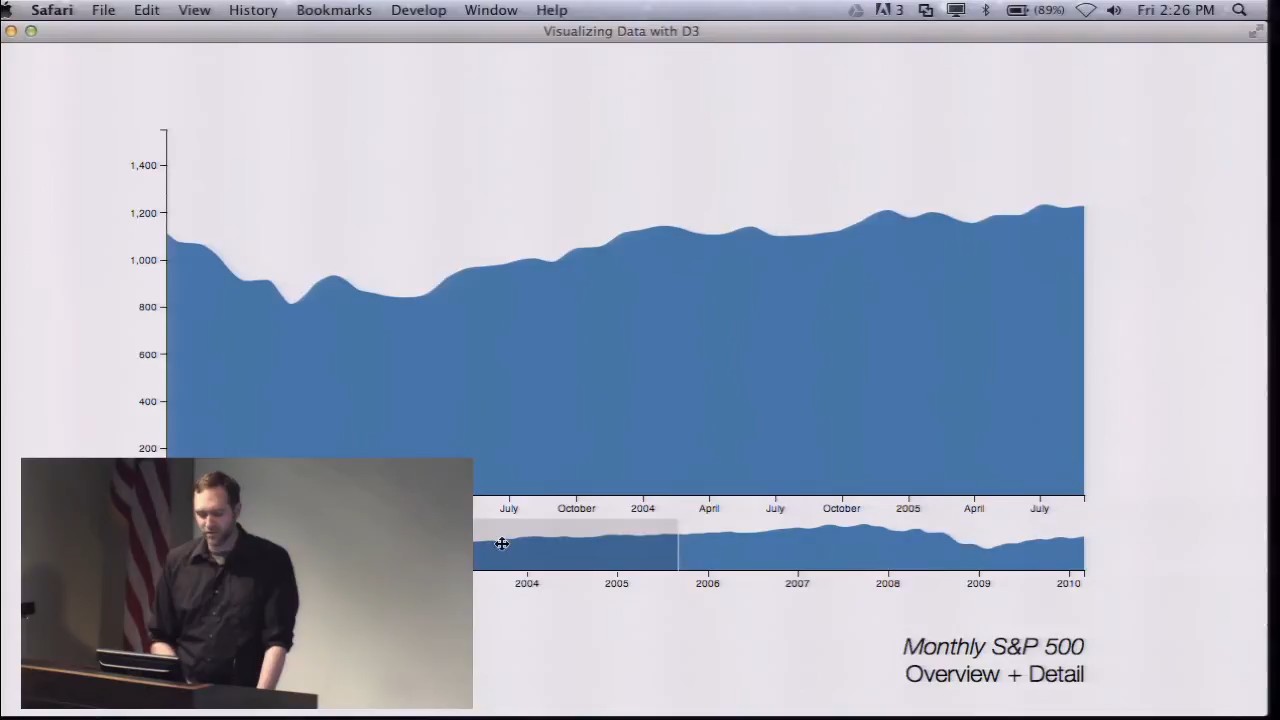 Safari File Edit View History Bookmarks Develop Window Help 3 (89%) Fri 2:26 PM
Visualizing Data with D3
1,400
1,200
1,000
800
600
400
200
July October 2004 April July October 2005 April July
2004 2005 2006 2007 2008 2009 2010
Monthly S&P 500
Overview + Detail